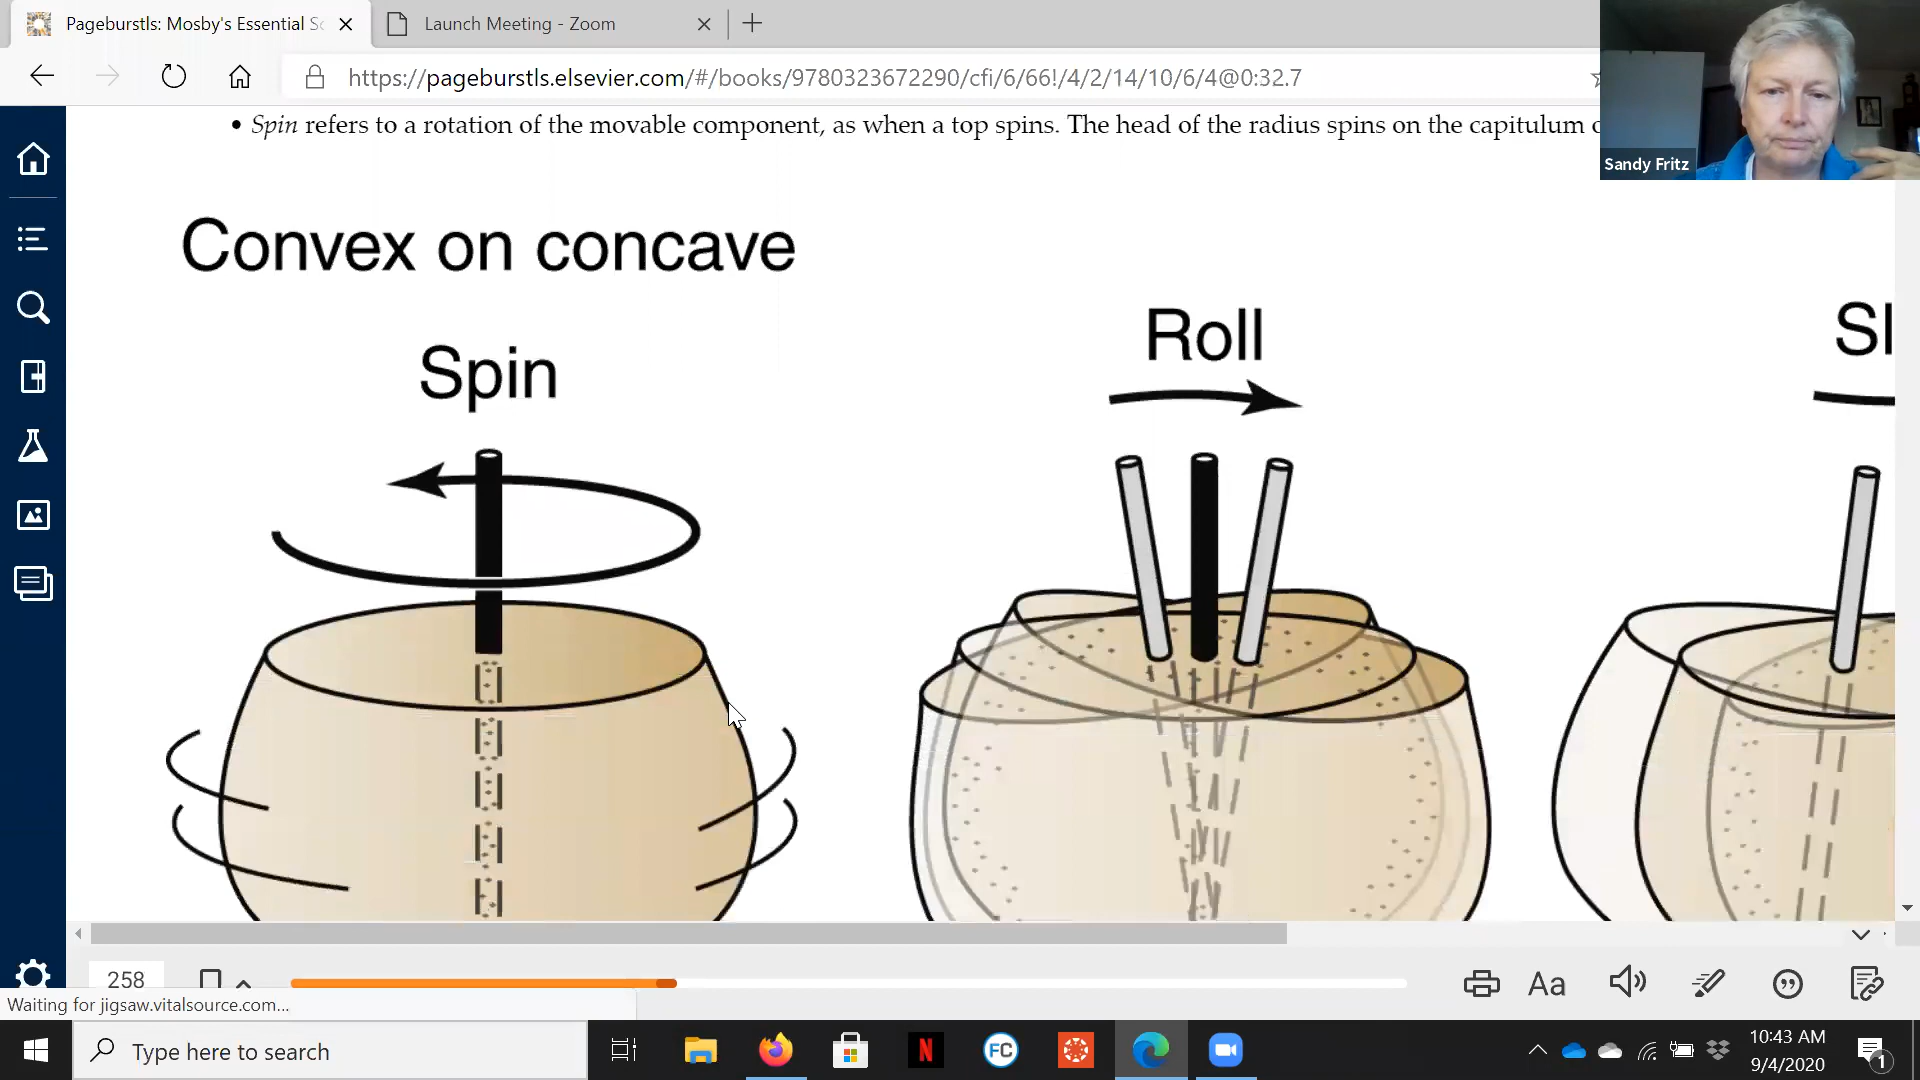 Pageburstls: Mosby's Essential Sc
Launch Meeting - Zoom
https://pageburstls.elsevier.com/#/books/9780323672290/cfi/6/66!/4/2/14/10/6/4@0:32.7
• Spin refers to a rotation of the movable component, as when a top spins. The head of the radius spins on the capitulum
Sandy Fritz
Convex on concave
Spin
Roll
Sl
258
Aa
Waiting for jigsaw.vitalsource.com...
Type here to search
N
FC
10:43 AM
9/4/2020
1